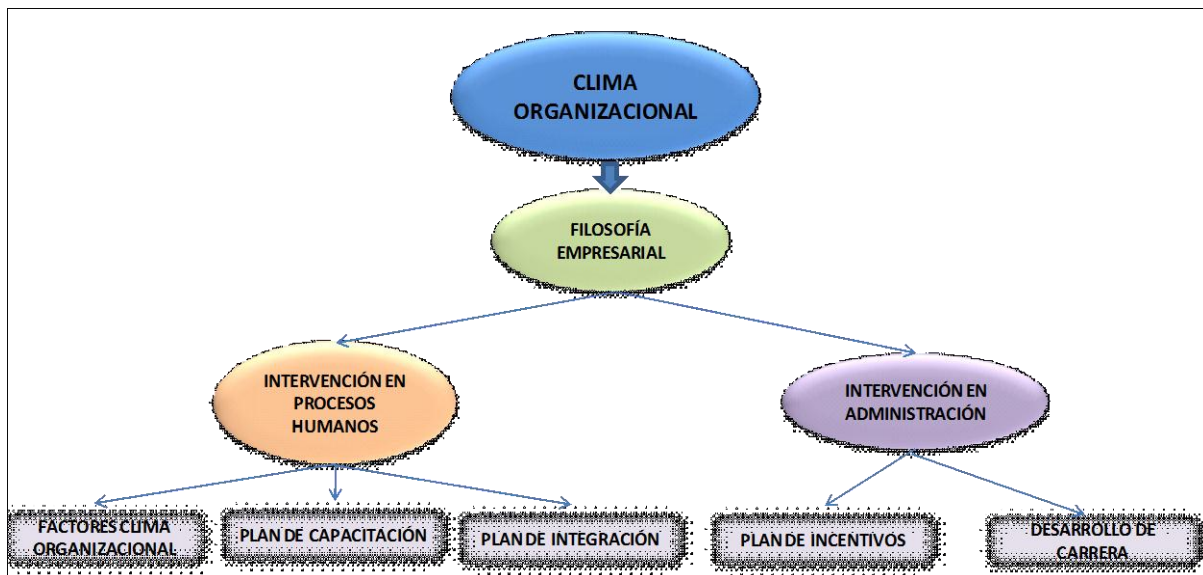 CLIMA
ORGANIZACIONAL
FILOSOFÍA
EMPRESARIAL
INTERVENCIÓN EN
PROCESOS
HUMANOS
INTERVENCIÓN EN
ADMINISTRACIÓN
FACTORES CLIMA
ORGANIZACIONAL
PLAN DE CAPACITACIÓN
PLAN DE INTEGRACIÓN
PLAN DE INCENTIVOS
DESARROLLO DE
CARRERA